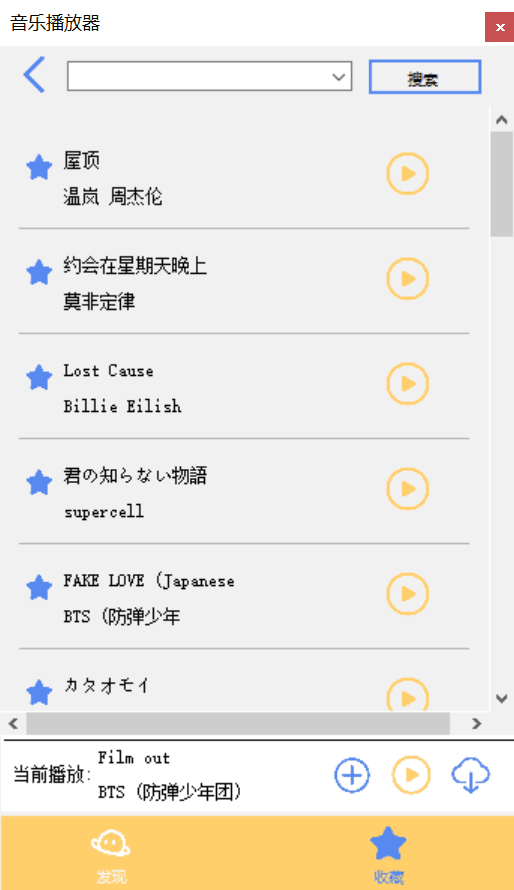 音乐播放器
搜索
屋顶
温岚 周杰伦
约会在星期天晚上
莫非定律
Lost Cause
Billie Eilish
君の知らない物語
supercell
FAKE LOVE (Japanese
BTS (防弹少年
カタオモイ
当前播放:
Film out
BTS (防弹少年团)
发现
收藏